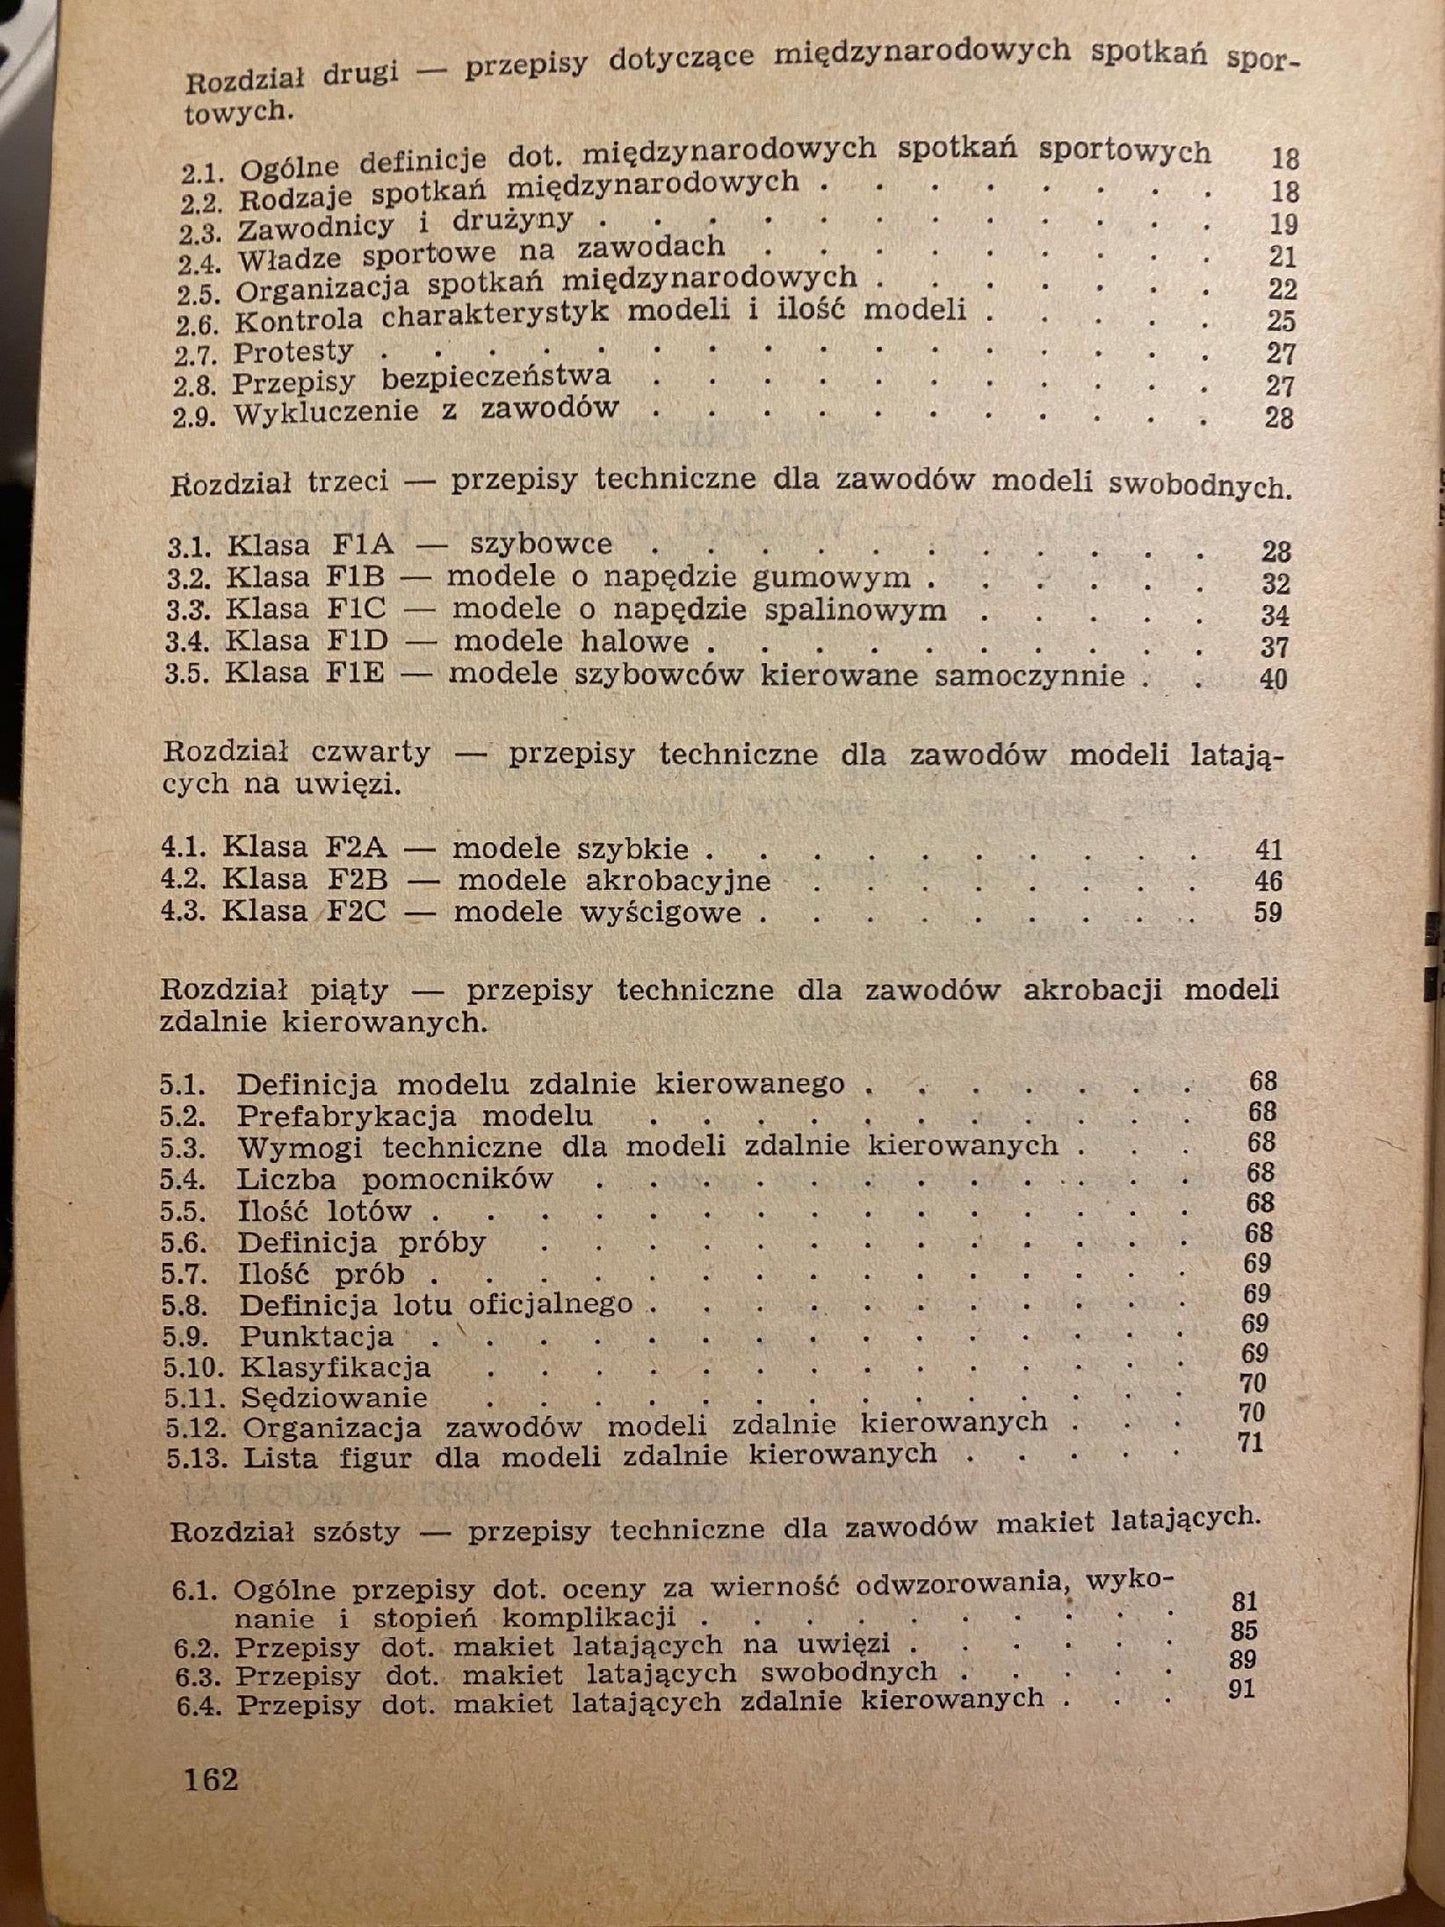 Rozdział drugi — przepisy dotyczące międzynarodowych spotkań spor-
towych.
2.1. Ogólne definicje dot. międzynarodowych spotkań sportowych 18
2.2. Rodzaje spotkań międzynarodowych . . . . . . . . 18
2.3. Zawodnicy i drużyny . . . . . . . . . . . . 19
2.4. Władze sportowe na zawodach . . . . . . . . . 21
2.5. Organizacja spotkań międzynarodowych . . . . . . . 22
2.6. Kontrola charakterystyk modeli i ilość modeli . . . . . 25
2.7. Protesty . . . . . . . . . . . . . . . . 27
2.8. Przepisy bezpieczeństwa . . . . . . . . . . . 27
2.9. Wykluczenie z zawodów . . . . . . . . . . . 28
Rozdział trzeci — przepisy techniczne dla zawodów modeli swobodnych.
3.1. Klasa F1A — szybowce . . . . . . . . . . . 28
3.2. Klasa F1B — modele o napędzie gumowym . . . . . . 32
3.3. Klasa F1C — modele o napędzie spalinowym . . . . . 34
3.4. Klasa F1D — modele halowe . . . . . . . . . . 37
3.5. Klasa F1E — modele szybowców kierowane samoczynnie . . 40
Rozdział czwarty — przepisy techniczne dla zawodów modeli latają-
cych na uwięzi.
4.1. Klasa F2A — modele szybkie . . . . . . . . . . 41
4.2. Klasa F2B — modele akrobacyjne . . . . . . . . 46
4.3. Klasa F2C — modele wyścigowe . . . . . . . . . 59
Rozdział piąty — przepisy techniczne dla zawodów akrobacji modeli
zdalnie kierowanych.
5.1. Definicja modelu zdalnie kierowanego . . . . . . . 68
5.2. Prefabrykacja modelu . . . . . . . . . . . 68
5.3. Wymogi techniczne dla modeli zdalnie kierowanych . . . 68
5.4. Liczba pomocników . . . . . . . . . . . . 68
5.5. Ilość lotów . . . . . . . . . . . . . . . 68
5.6. Definicja próby . . . . . . . . . . . . . 68
5.7. Ilość prób . . . . . . . . . . . . . . . 69
5.8. Definicja lotu oficjalnego . . . . . . . . . . . 69
5.9. Punktacja . . . . . . . . . . . . . . . 69
5.10. Klasyfikacja . . . . . . . . . . . . . . 69
5.11. Sędziowanie . . . . . . . . . . . . . . 70
5.12. Organizacja zawodów modeli zdalnie kierowanych . . . 70
5.13. Lista figur dla modeli zdalnie kierowanych . . . . . 71
Rozdział szósty — przepisy techniczne dla zawodów makiet latających.
6.1. Ogólne przepisy dot. oceny za wierność odwzorowania, wyko-
nanie i stopień komplikacji . . . . . . . . . . 81
6.2. Przepisy dot. makiet latających na uwięzi . . . . . . 85
6.3. Przepisy dot. makiet latających swobodnych . . . . . 89
6.4. Przepisy dot. makiet latających zdalnie kierowanych . . . 91
162